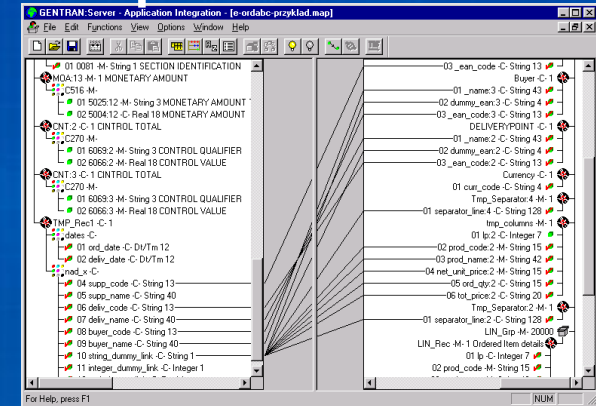 GENTRAN:Server - Application Integration - [e-ordabc-przyklad.map]
File Edit Functions View Options Window Help
01 0081 -M- String 1 SECTION IDENTIFICATION
MOA:13 -M- 1 MONETARY AMOUNT
C516 -M-
01 5025:12 -M- String 3 MONETARY AMOUNT T
02 5004:12 -C- Real 18 MONETARY AMOUNT
CNT:2 -C- 1 CINTROL TOTAL
C270 -M-
01 6069:2 -M- String 3 CONTROL QUALIFIER
02 6066:2 -M- Real 18 CONTROL VALUE
CNT:3 -C- 1 CINTROL TOTAL
C270 -M-
01 6069:3 -M- String 3 CONTROL QUALIFIER
02 6066:3 -M- Real 18 CONTROL VALUE
TMP_Rec1 -C- 1
dates -C-
01 ord_date -C- Dt/Tm 12
02 deliv_date -C- Dt/Tm 12
nad_x -C-
04 supp_code -C- String 13
05 supp_name -C- String 40
06 deliv_code -C- String 13
07 deliv_name -C- String 40
08 buyer_code -C- String 13
09 buyer_name -C- String 40
10 string_dummy_link -C- String 1
11 integer_dummy_link -C- Integer 1
03 _ean_code -C- String 13
Buyer -C- 1
01 _name:3 -C- String 43
02 dummy_ean:3 -C- String 4
03 _ean_code:3 -C- String 13
DELIVERYPOINT -C- 1
01 _name:2 -C- String 43
02 dummy_ean:2 -C- String 4
03 _ean_code:2 -C- String 13
Currency -C- 1
01 curr_code -C- String 4
Tmp_Separator:4 -M- 1
01 separator_line:4 -C- String 128
tmp_columns -M- 1
01 lp:2 -C- Integer 7
02 prod_code:2 -M- String 15
03 prod_name:2 -M- String 42
04 net_unit_price:2 -M- String 15
05 ord_qty:2 -C- String 15
06 tot_price:2 -C- String 20
Tmp_Separator:2 -M- 1
01 separator_line:2 -C- String 128
LIN_Grp -M- 20000
LIN_Rec -M- 1 Ordered Item details
01 lp -C- Integer 7
02 prod_code -M- String 15
For Help, press F1
NUM